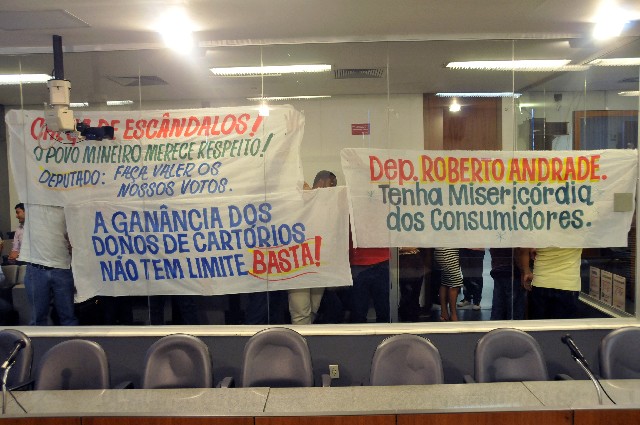 DE ESCÂNDALOS!
O POVO MINEIRO MERECE RESPEITO!
DEPUTADO: FAÇA VALER OS
NOSSOS VOTOS.
A GANÂNCIA DOS
DONOS DE CARTÓRIOS
NÃO TEM LIMITE BASTA!
DEP. ROBERTO ANDRADE.
Tenha Misericórdia
dos Consumidores.